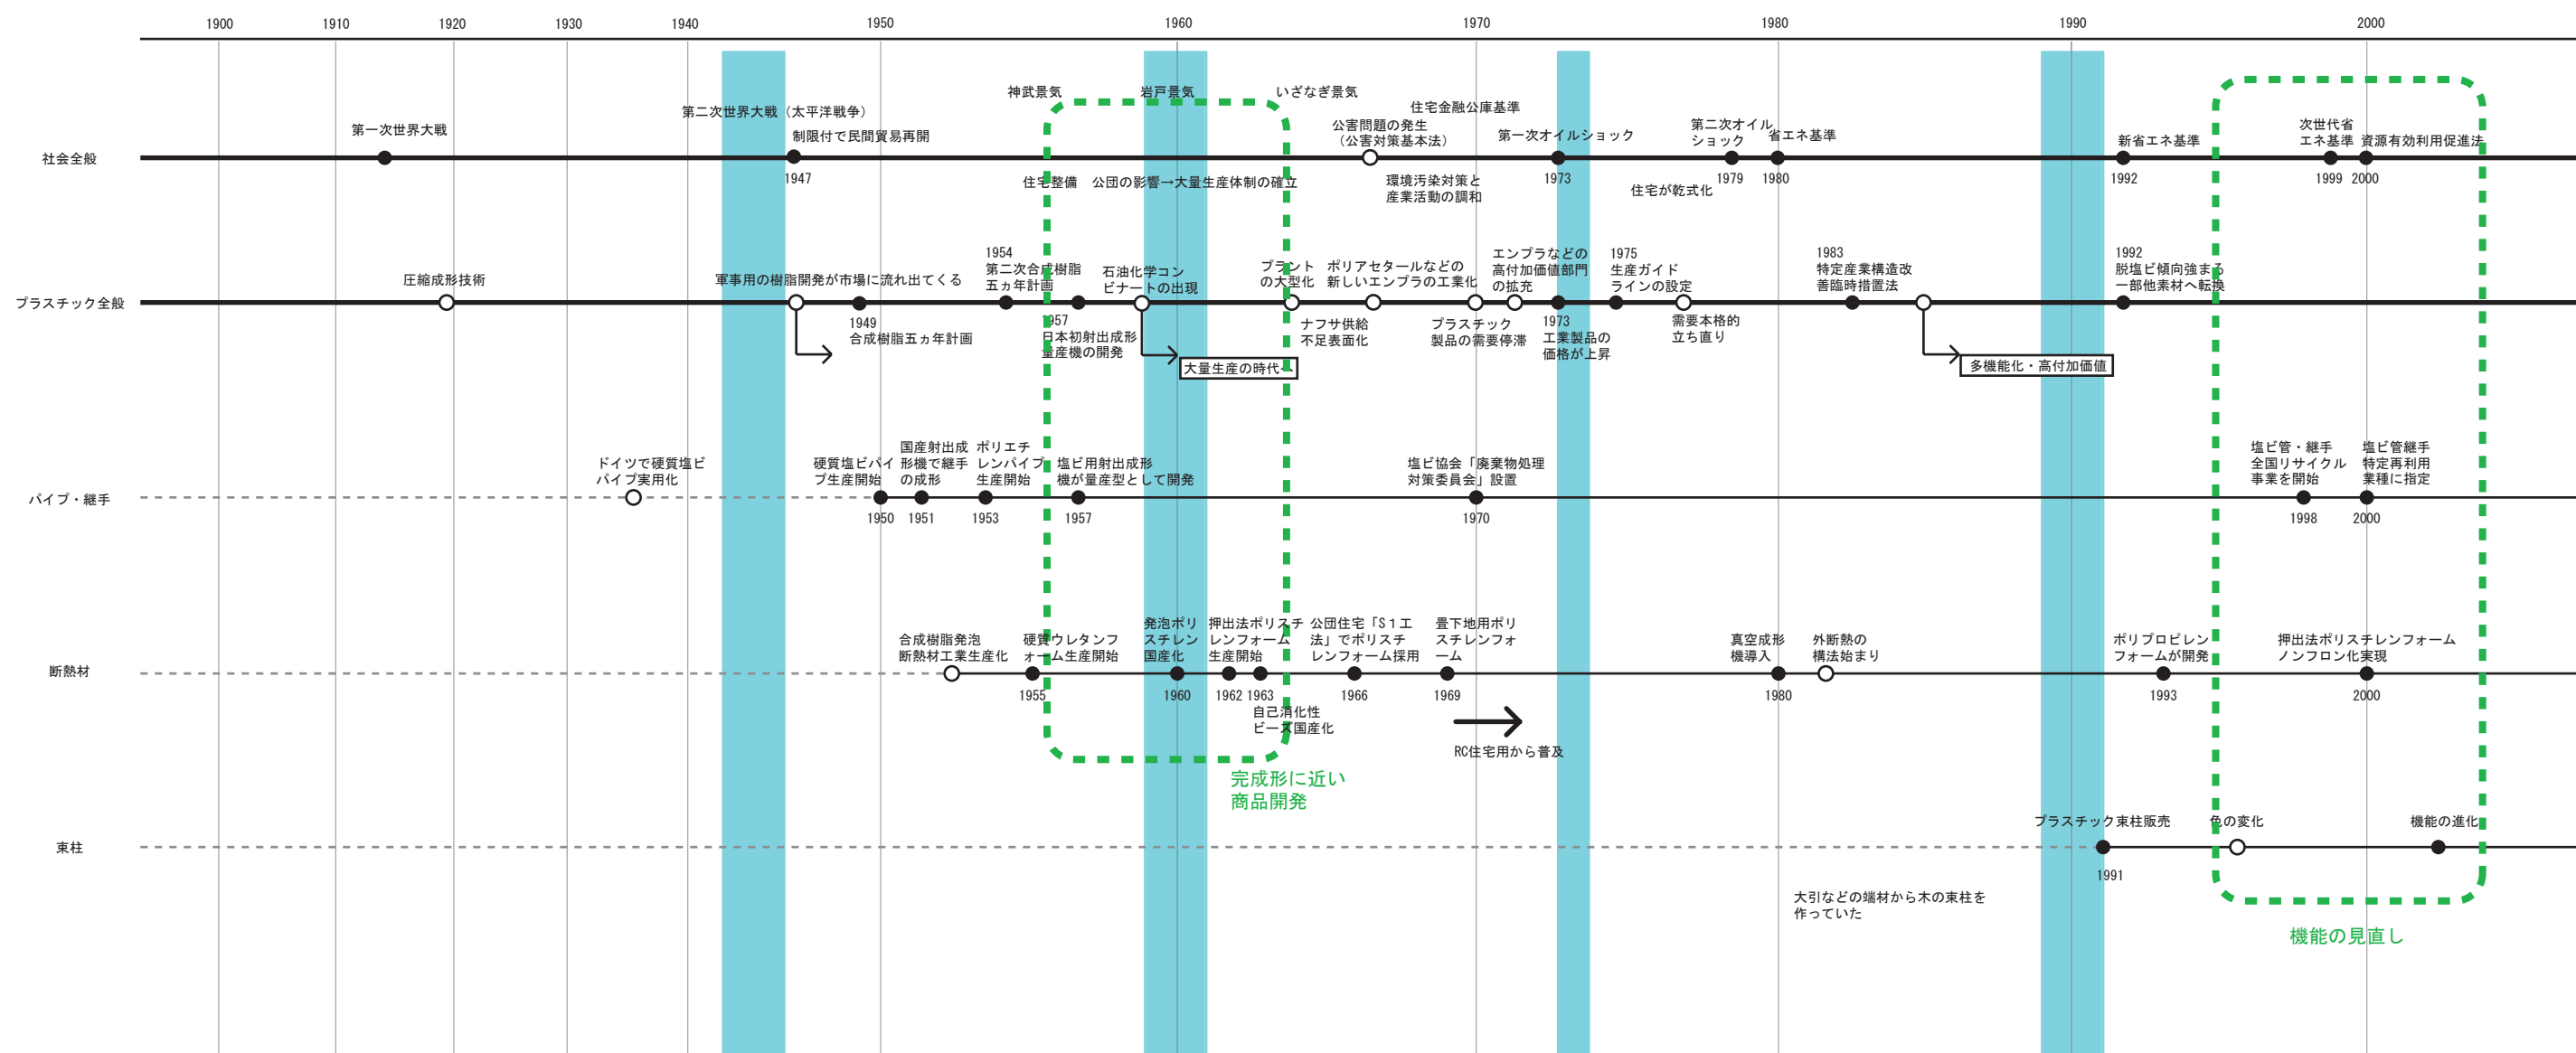 1900
1910
1920
1930
1940
1950
1960
1970
1980
1990
2000
社会全般
第一次世界大戦
第二次世界大戦（太平洋戦争）
制限付で民間貿易再開
1947
神武景気
岩戸景気
いざなぎ景気
住宅整備
公団の影響→大量生産体制の確立
住宅金融公庫基準
公害問題の発生
（公害対策基本法）
環境汚染対策と
産業活動の調和
第一次オイルショック
1973
住宅が乾式化
第二次オイル
ショック
1979
省エネ基準
1980
新省エネ基準
1992
次世代省
エネ基準
1999
資源有効利用促進法
2000
プラスチック全般
圧縮成形技術
軍事用の樹脂開発が市場に流れ出てくる
1949
合成樹脂五ヵ年計画
1954
第二次合成樹脂
五ヵ年計画
1957
日本初射出成形
量産機の開発
石油化学コン
ビナートの出現
大量生産の時代へ
プラント
の大型化
ナフサ供給
不足表面化
ポリアセタールなどの
新しいエンプラの工業化
プラスチック
製品の需要停滞
エンプラなどの
高付加価値部門
の拡充
1973
工業製品の
価格が上昇
1975
生産ガイド
ラインの設定
需要本格的
立ち直り
1983
特定産業構造改
善臨時措置法
多機能化・高付加価値
1992
脱塩ビ傾向強まる
一部他素材へ転換
パイプ・継手
ドイツで硬質塩ビ
パイプ実用化
硬質塩ビパイ
プ生産開始
1950
国産射出成
形機で継手
の成形
1951
ポリエチ
レンパイプ
生産開始
1953
塩ビ用射出成形
機が量産型として開発
1957
塩ビ協会「廃棄物処理
対策委員会」設置
1970
塩ビ管・継手
全国リサイクル
事業を開始
1998
塩ビ管継手
特定再利用
業種に指定
2000
断熱材
合成樹脂発泡
断熱材工業生産化
硬質ウレタンフ
ォーム生産開始
1955
発泡ポリ
スチレン
国産化
1960
押出法ポリスチ
レンフォーム
生産開始
1962
1963
自己消化性
ビーズ国産化
公団住宅「S１工
法」でポリスチ
レンフォーム採用
1966
畳下地用ポリ
スチレンフォ
ーム
1969
RC住宅用から普及
真空成形
機導入
1980
外断熱の
構法始まり
ポリプロピレン
フォームが開発
1993
押出法ポリスチレンフォーム
ノンフロン化実現
2000
完成形に近い
商品開発
束柱
プラスチック束柱販売
1991
色の変化
機能の進化
大引などの端材から木の束柱を
作っていた
機能の見直し